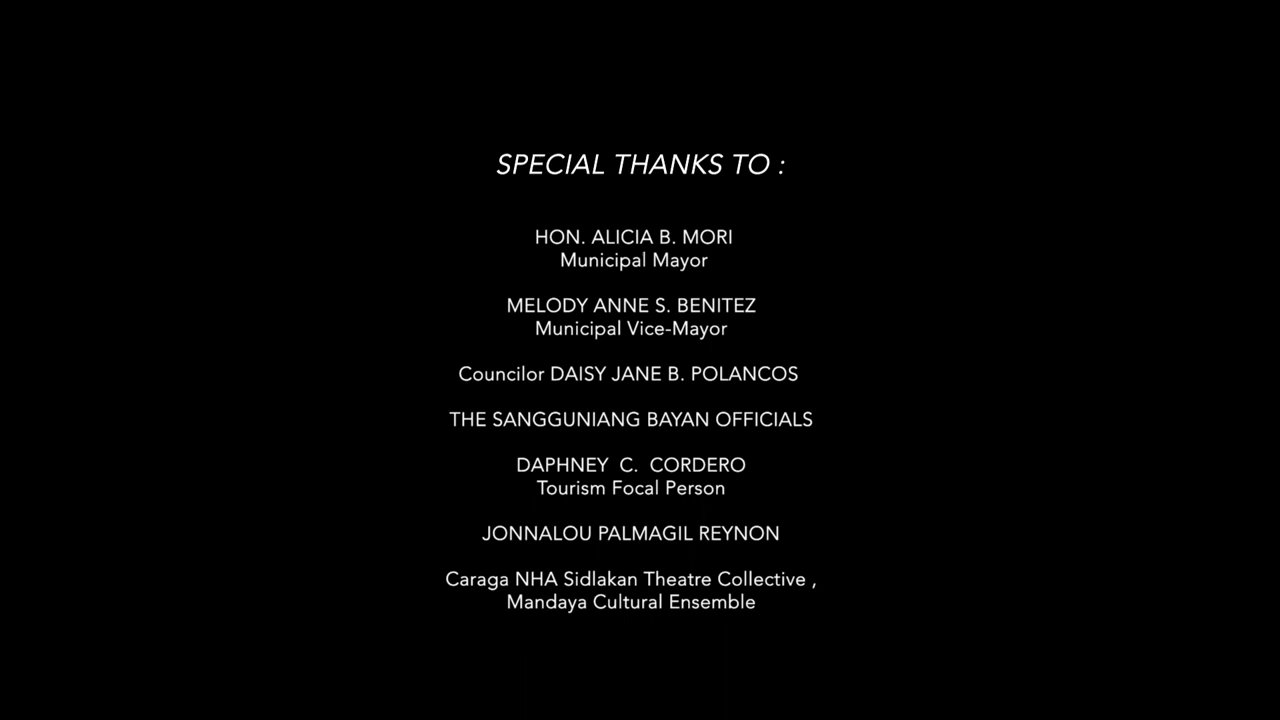 SPECIAL THANKS TO :
HON. ALICIA B. MORI
Municipal Mayor
MELODY ANNE S. BENITEZ
Municipal Vice-Mayor
Councilor DAISY JANE B. POLANCOS
THE SANGGUNIANG BAYAN OFFICIALS
DAPHNEY C. CORDERO
Tourism Focal Person
JONNALOU PALMAGIL REYNON
Caraga NHA Sidlakan Theatre Collective ,
Mandaya Cultural Ensemble